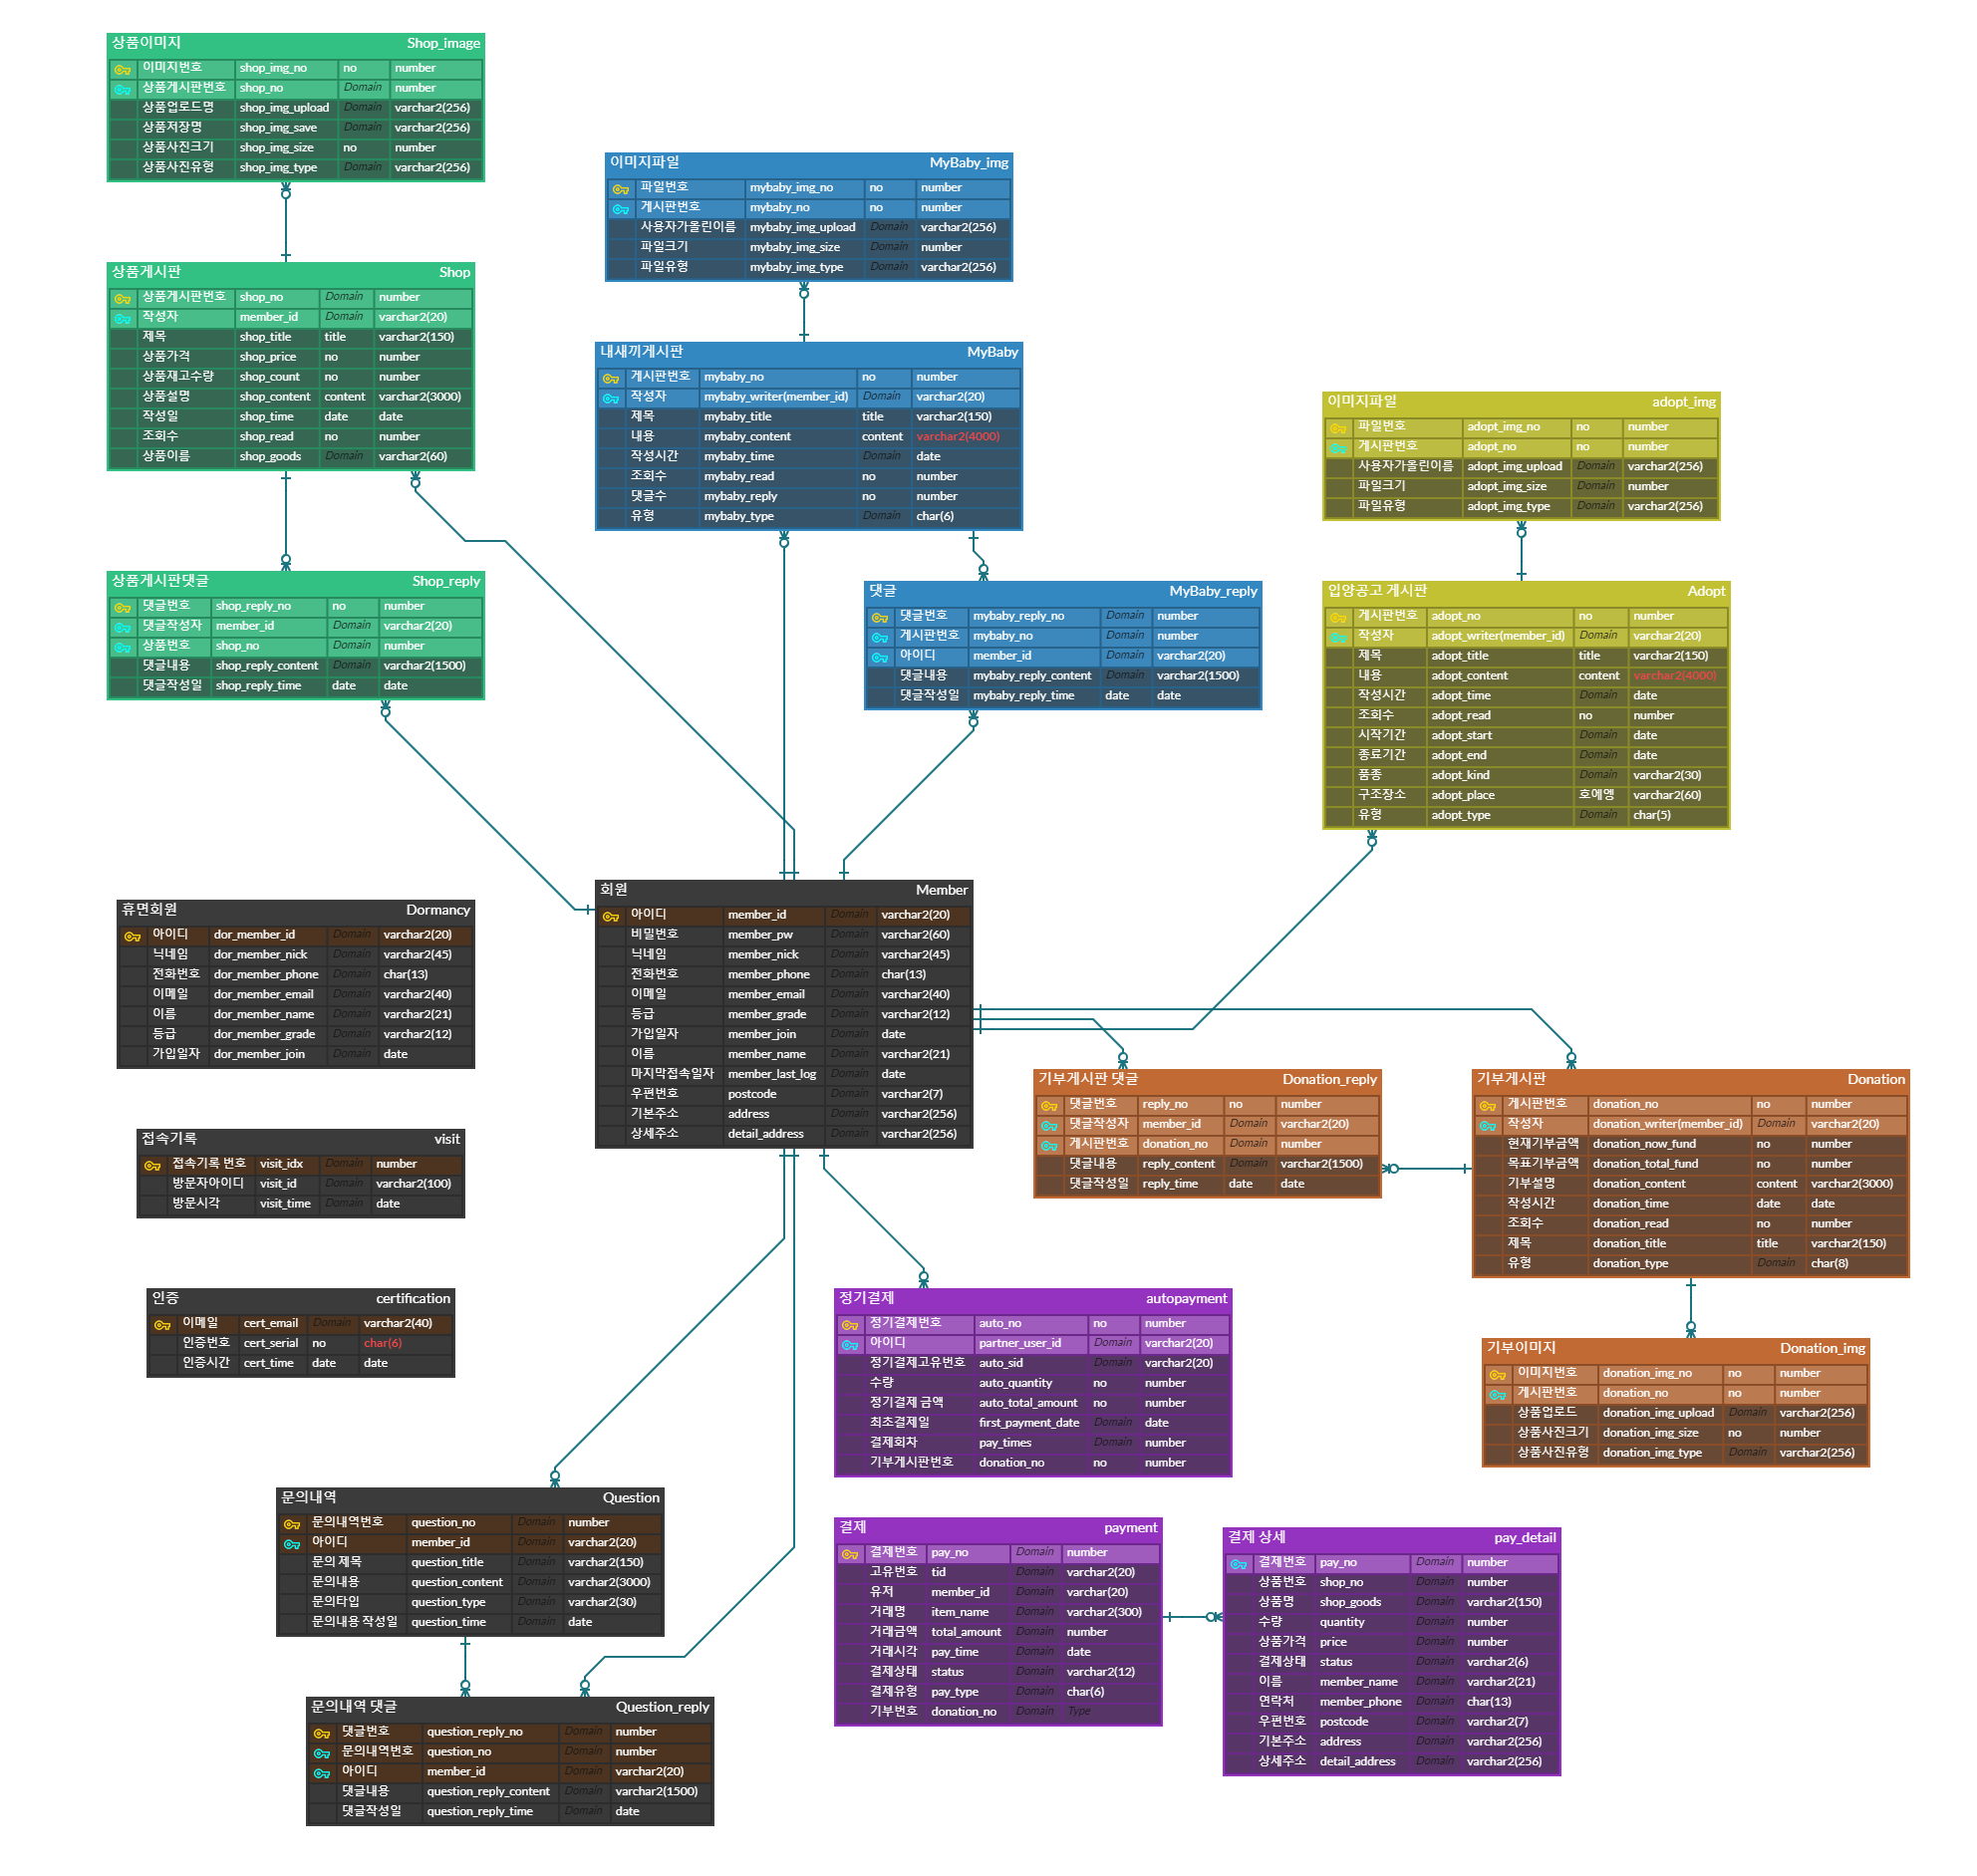 상품이미지 Shop_image
이미지번호 shop_img_no no number
상품게시판번호 shop_no Domain number
상품업로드명 shop_img_upload Domain varchar2(256)
상품저장명 shop_img_save Domain varchar2(256)
상품사진크기 shop_img_size no number
상품사진유형 shop_img_type Domain varchar2(256)
이미지파일 MyBaby_img
파일번호 mybaby_img_no no number
게시판번호 mybaby_no no number
사용자가올린이름 mybaby_img_upload Domain varchar2(256)
파일크기 mybaby_img_size Domain number
파일유형 mybaby_img_type Domain varchar2(256)
상품게시판 Shop
상품게시판번호 shop_no Domain number
작성자 member_id Domain varchar2(20)
제목 shop_title title varchar2(150)
상품가격 shop_price no number
상품재고수량 shop_count no number
상품설명 shop_content content varchar2(3000)
작성일 shop_time date date
조회수 shop_read no number
상품이름 shop_goods Domain varchar2(60)
내새끼게시판 MyBaby
게시판번호 mybaby_no no number
작성자 mybaby_writer(member_id) Domain varchar2(20)
제목 mybaby_title title varchar2(150)
내용 mybaby_content content varchar2(4000)
작성시간 mybaby_time Domain date
조회수 mybaby_read no number
댓글수 mybaby_reply no number
유형 mybaby_type Domain char(6)
이미지파일 adopt_img
파일번호 adopt_img_no no number
게시판번호 adopt_no no number
사용자가올린이름 adopt_img_upload Domain varchar2(256)
파일크기 adopt_img_size Domain number
파일유형 adopt_img_type Domain varchar2(256)
상품게시판댓글 Shop_reply
댓글번호 shop_reply_no no number
댓글작성자 member_id Domain varchar2(20)
상품번호 shop_no Domain number
댓글내용 shop_reply_content Domain varchar2(1500)
댓글작성일 shop_reply_time date date
댓글 MyBaby_reply
댓글번호 mybaby_reply_no Domain number
게시판번호 mybaby_no Domain number
아이디 member_id Domain varchar2(20)
댓글내용 mybaby_reply_content Domain varchar2(1500)
댓글작성일 mybaby_reply_time date date
입양공고 게시판 Adopt
게시판번호 adopt_no no number
작성자 adopt_writer(member_id) Domain varchar2(20)
제목 adopt_title title varchar2(150)
내용 adopt_content content varchar2(4000)
작성시간 adopt_time Domain date
조회수 adopt_read no number
시작기간 adopt_start Domain date
종료기간 adopt_end Domain date
품종 adopt_kind Domain varchar2(30)
구조장소 adopt_place 호에엥 varchar2(60)
유형 adopt_type Domain char(5)
회원 Member
아이디 member_id Domain varchar2(20)
비밀번호 member_pw Domain varchar2(60)
닉네임 member_nick Domain varchar2(45)
전화번호 member_phone Domain char(13)
이메일 member_email Domain varchar2(40)
등급 member_grade Domain varchar2(12)
가입일자 member_join Domain date
이름 member_name Domain varchar2(21)
마지막접속일자 member_last_log Domain date
우편번호 postcode Domain varchar2(7)
기본주소 address Domain varchar2(256)
상세주소 detail_address Domain varchar2(256)
휴면회원 Dormancy
아이디 dor_member_id Domain varchar2(20)
닉네임 dor_member_nick Domain varchar2(45)
전화번호 dor_member_phone Domain char(13)
이메일 dor_member_email Domain varchar2(40)
이름 dor_member_name Domain varchar2(21)
등급 dor_member_grade Domain varchar2(12)
가입일자 dor_member_join Domain date
접속기록 visit
접속기록 번호 visit_idx Domain number
방문자아이디 visit_id Domain varchar2(100)
방문시각 visit_time Domain date
기부게시판 댓글 Donation_reply
댓글번호 reply_no no number
댓글작성자 member_id Domain varchar2(20)
게시판번호 donation_no Domain number
댓글내용 reply_content Domain varchar2(1500)
댓글작성일 reply_time date date
기부게시판 Donation
게시판번호 donation_no no number
작성자 donation_writer(member_id) Domain varchar2(20)
현재기부금액 donation_now_fund no number
목표기부금액 donation_total_fund no number
기부설명 donation_content content varchar2(3000)
작성시간 donation_time date date
조회수 donation_read no number
제목 donation_title title varchar2(150)
유형 donation_type Domain char(8)
인증 certification
이메일 cert_email Domain varchar2(40)
인증번호 cert_serial no char(6)
인증시간 cert_time date date
정기결제 autopayment
정기결제번호 auto_no no number
아이디 partner_user_id Domain varchar2(20)
정기결제고유번호 auto_sid Domain varchar2(20)
수량 auto_quantity no number
정기결제 금액 auto_total_amount no number
최초결제일 first_payment_date Domain date
결제회차 pay_times Domain number
기부게시판번호 donation_no no number
기부이미지 Donation_img
이미지번호 donation_img_no no number
게시판번호 donation_no no number
상품업로드 donation_img_upload Domain varchar2(256)
상품사진크기 donation_img_size no number
상품사진유형 donation_img_type Domain varchar2(256)
문의내역 Question
문의내역번호 question_no Domain number
아이디 member_id Domain varchar2(20)
문의 제목 question_title Domain varchar2(150)
문의내용 question_content Domain varchar2(3000)
문의타입 question_type Domain varchar2(30)
문의내용 작성일 question_time Domain date
결제 payment
결제번호 pay_no Domain number
고유번호 tid Domain varchar2(20)
유저 member_id Domain varchar(20)
거래명 item_name Domain varchar2(300)
거래금액 total_amount Domain number
거래시각 pay_time Domain date
결제상태 status Domain varchar2(12)
결제유형 pay_type Domain char(6)
기부번호 donation_no Domain Type
결제 상세 pay_detail
결제번호 pay_no Domain number
상품번호 shop_no Domain number
상품명 shop_goods Domain varchar2(150)
수량 quantity Domain number
상품가격 price Domain number
결제상태 status Domain varchar2(6)
이름 member_name Domain varchar2(21)
연락처 member_phone Domain char(13)
우편번호 postcode Domain varchar2(7)
기본주소 address Domain varchar2(256)
상세주소 detail_address Domain varchar2(256)
문의내역 댓글 Question_reply
댓글번호 question_reply_no Domain number
문의내역번호 question_no Domain number
아이디 member_id Domain varchar2(20)
댓글내용 question_reply_content Domain varchar2(1500)
댓글작성일 question_reply_time Domain date